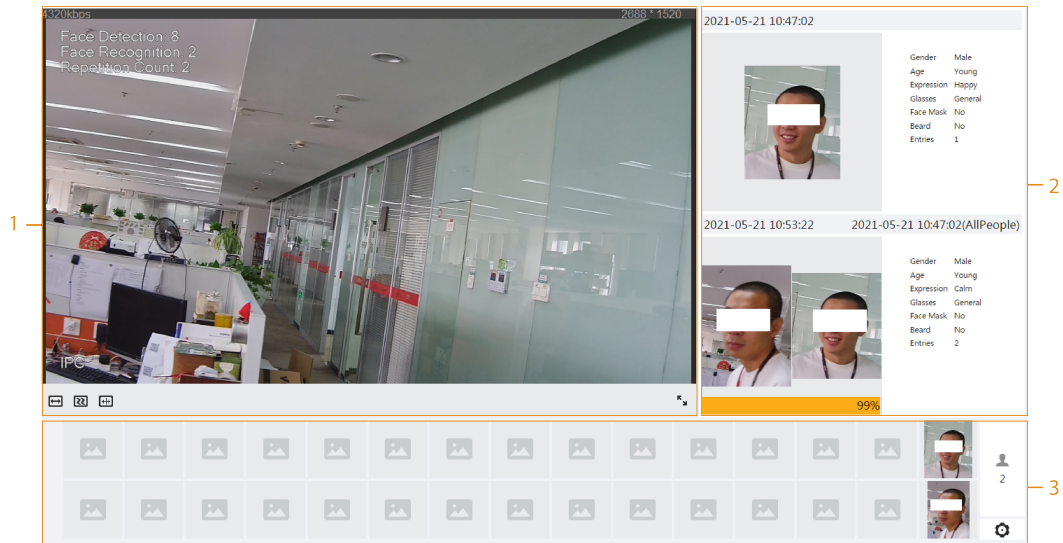 4320kbps
2688 * 1520
Face Detection: 8
Face Recognition: 2
Repetition Count: 2
IPC
1
2021-05-21 10:47:02
Gender Male
Age Young
Expression Happy
Glasses General
Face Mask No
Beard No
Entries 1
2
2021-05-21 10:53:22 2021-05-21 10:47:02(AllPeople)
Gender Male
Age Young
Expression Calm
Glasses General
Face Mask No
Beard No
Entries 2
99%
2
3